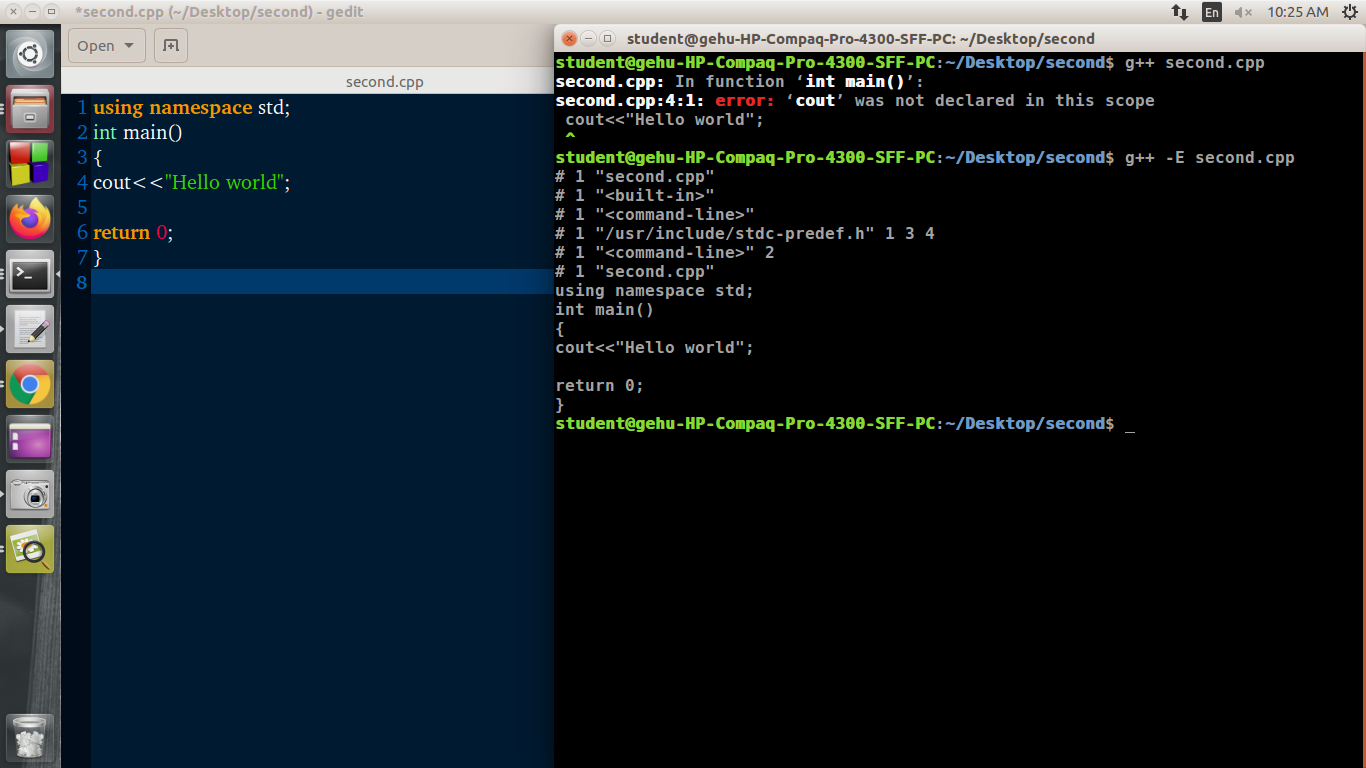 *second.cpp (~/Desktop/second) - gedit
En
10:25 AM
Open
second.cpp
1 using namespace std;
2 int main()
3 {
4 cout<<"Hello world";
5
6 return 0;
7 }
8
student@gehu-HP-Compaq-Pro-4300-SFF-PC: ~/Desktop/second
student@gehu-HP-Compaq-Pro-4300-SFF-PC:~/Desktop/second$ g++ second.cpp
second.cpp: In function ‘int main()’:
second.cpp:4:1: error: ‘cout’ was not declared in this scope
 cout<<"Hello world";
 ^
student@gehu-HP-Compaq-Pro-4300-SFF-PC:~/Desktop/second$ g++ -E second.cpp
# 1 "second.cpp"
# 1 "<built-in>"
# 1 "<command-line>"
# 1 "/usr/include/stdc-predef.h" 1 3 4
# 1 "<command-line>" 2
# 1 "second.cpp"
using namespace std;
int main()
{
cout<<"Hello world";

return 0;
}
student@gehu-HP-Compaq-Pro-4300-SFF-PC:~/Desktop/second$ _